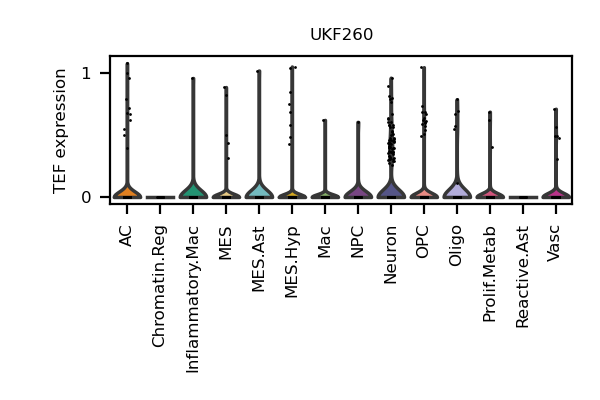 UKF260
TEF expression
1
0
AC
Chromatin.Reg
Inflammatory.Mac
MES
MES.Ast
MES.Hyp
Mac
NPC
Neuron
OPC
Oligo
Prolif.Metab
Reactive.Ast
Vasc